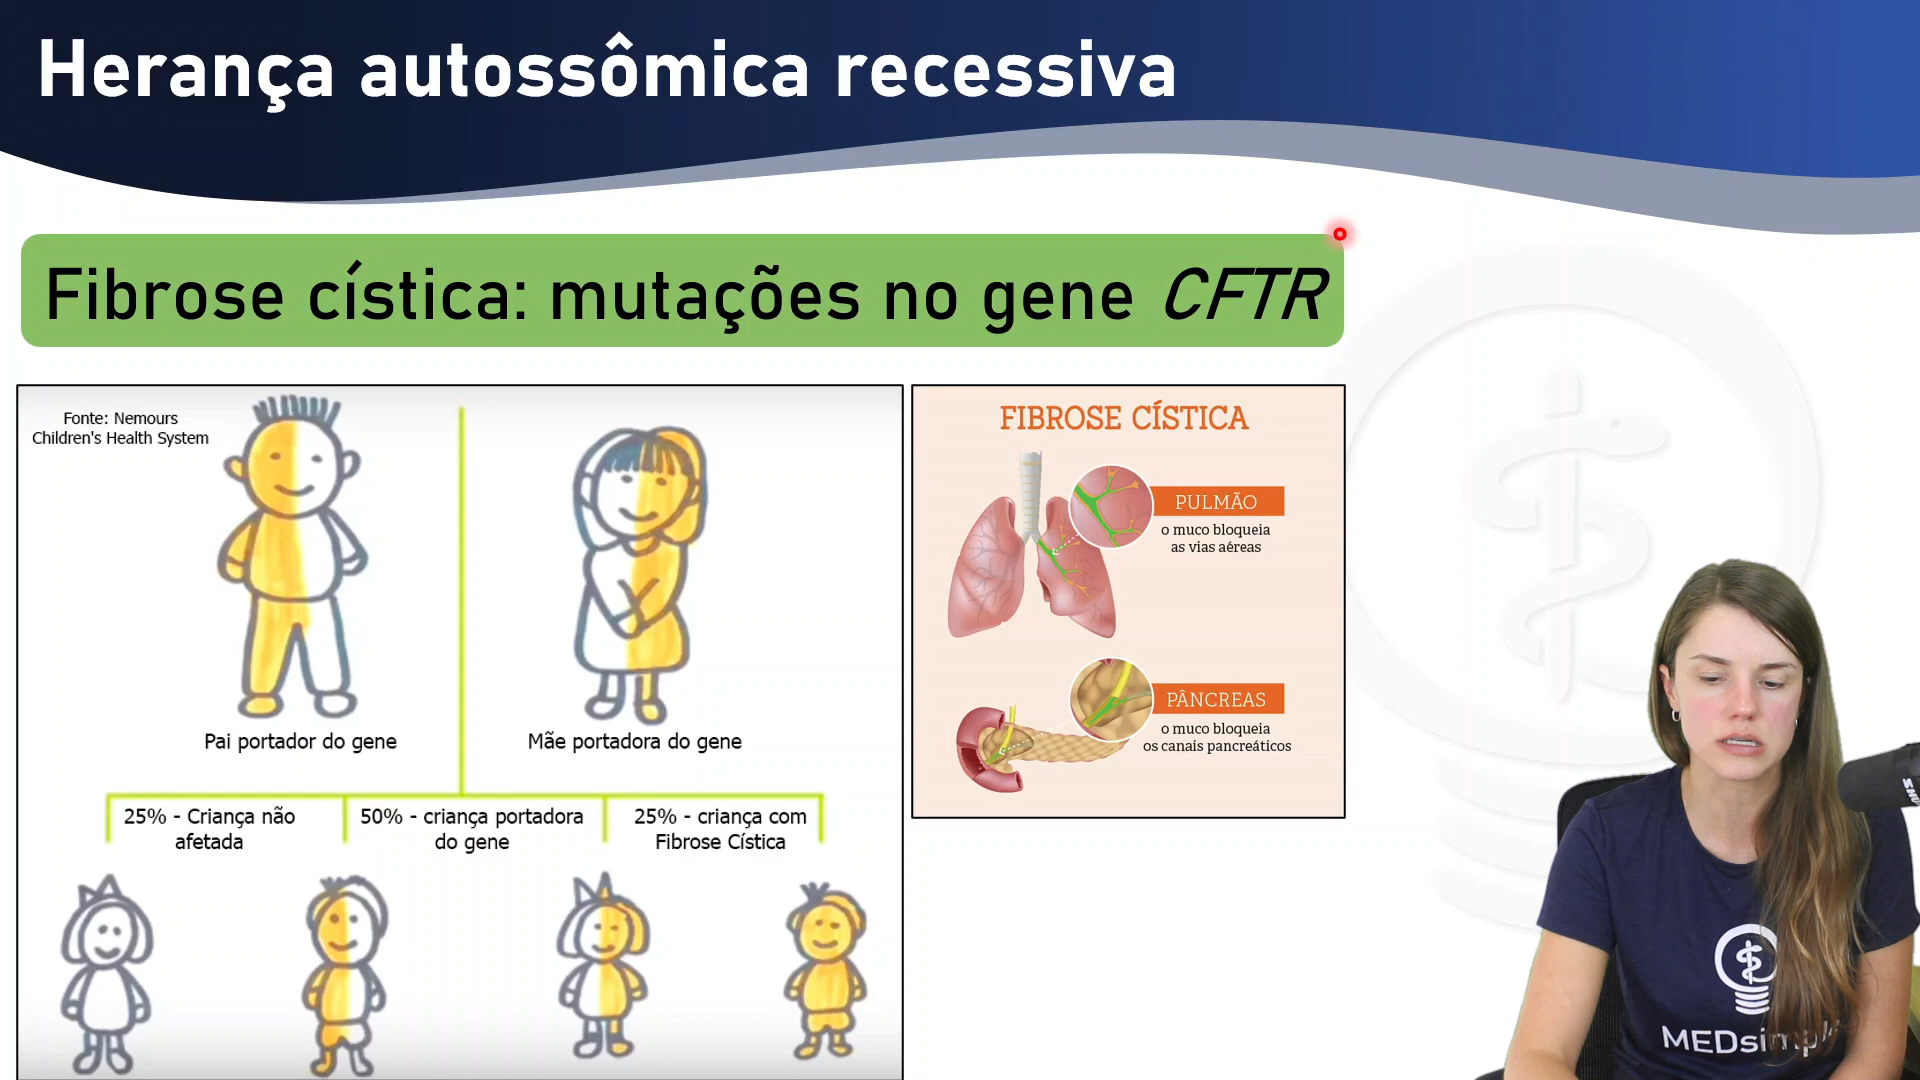 Herança autossômica recessiva
Fibrose cística: mutações no gene CFTR
Fonte: Nemours
Children's Health System
Pai portador do gene
Mãe portadora do gene
25% - Criança não
afetada
50% - criança portadora
do gene
25% - criança com
Fibrose Cística
FIBROSE CÍSTICA
PULMÃO
o muco bloqueia
as vias aéreas
PÂNCREAS
o muco bloqueia
os canais pancreáticos